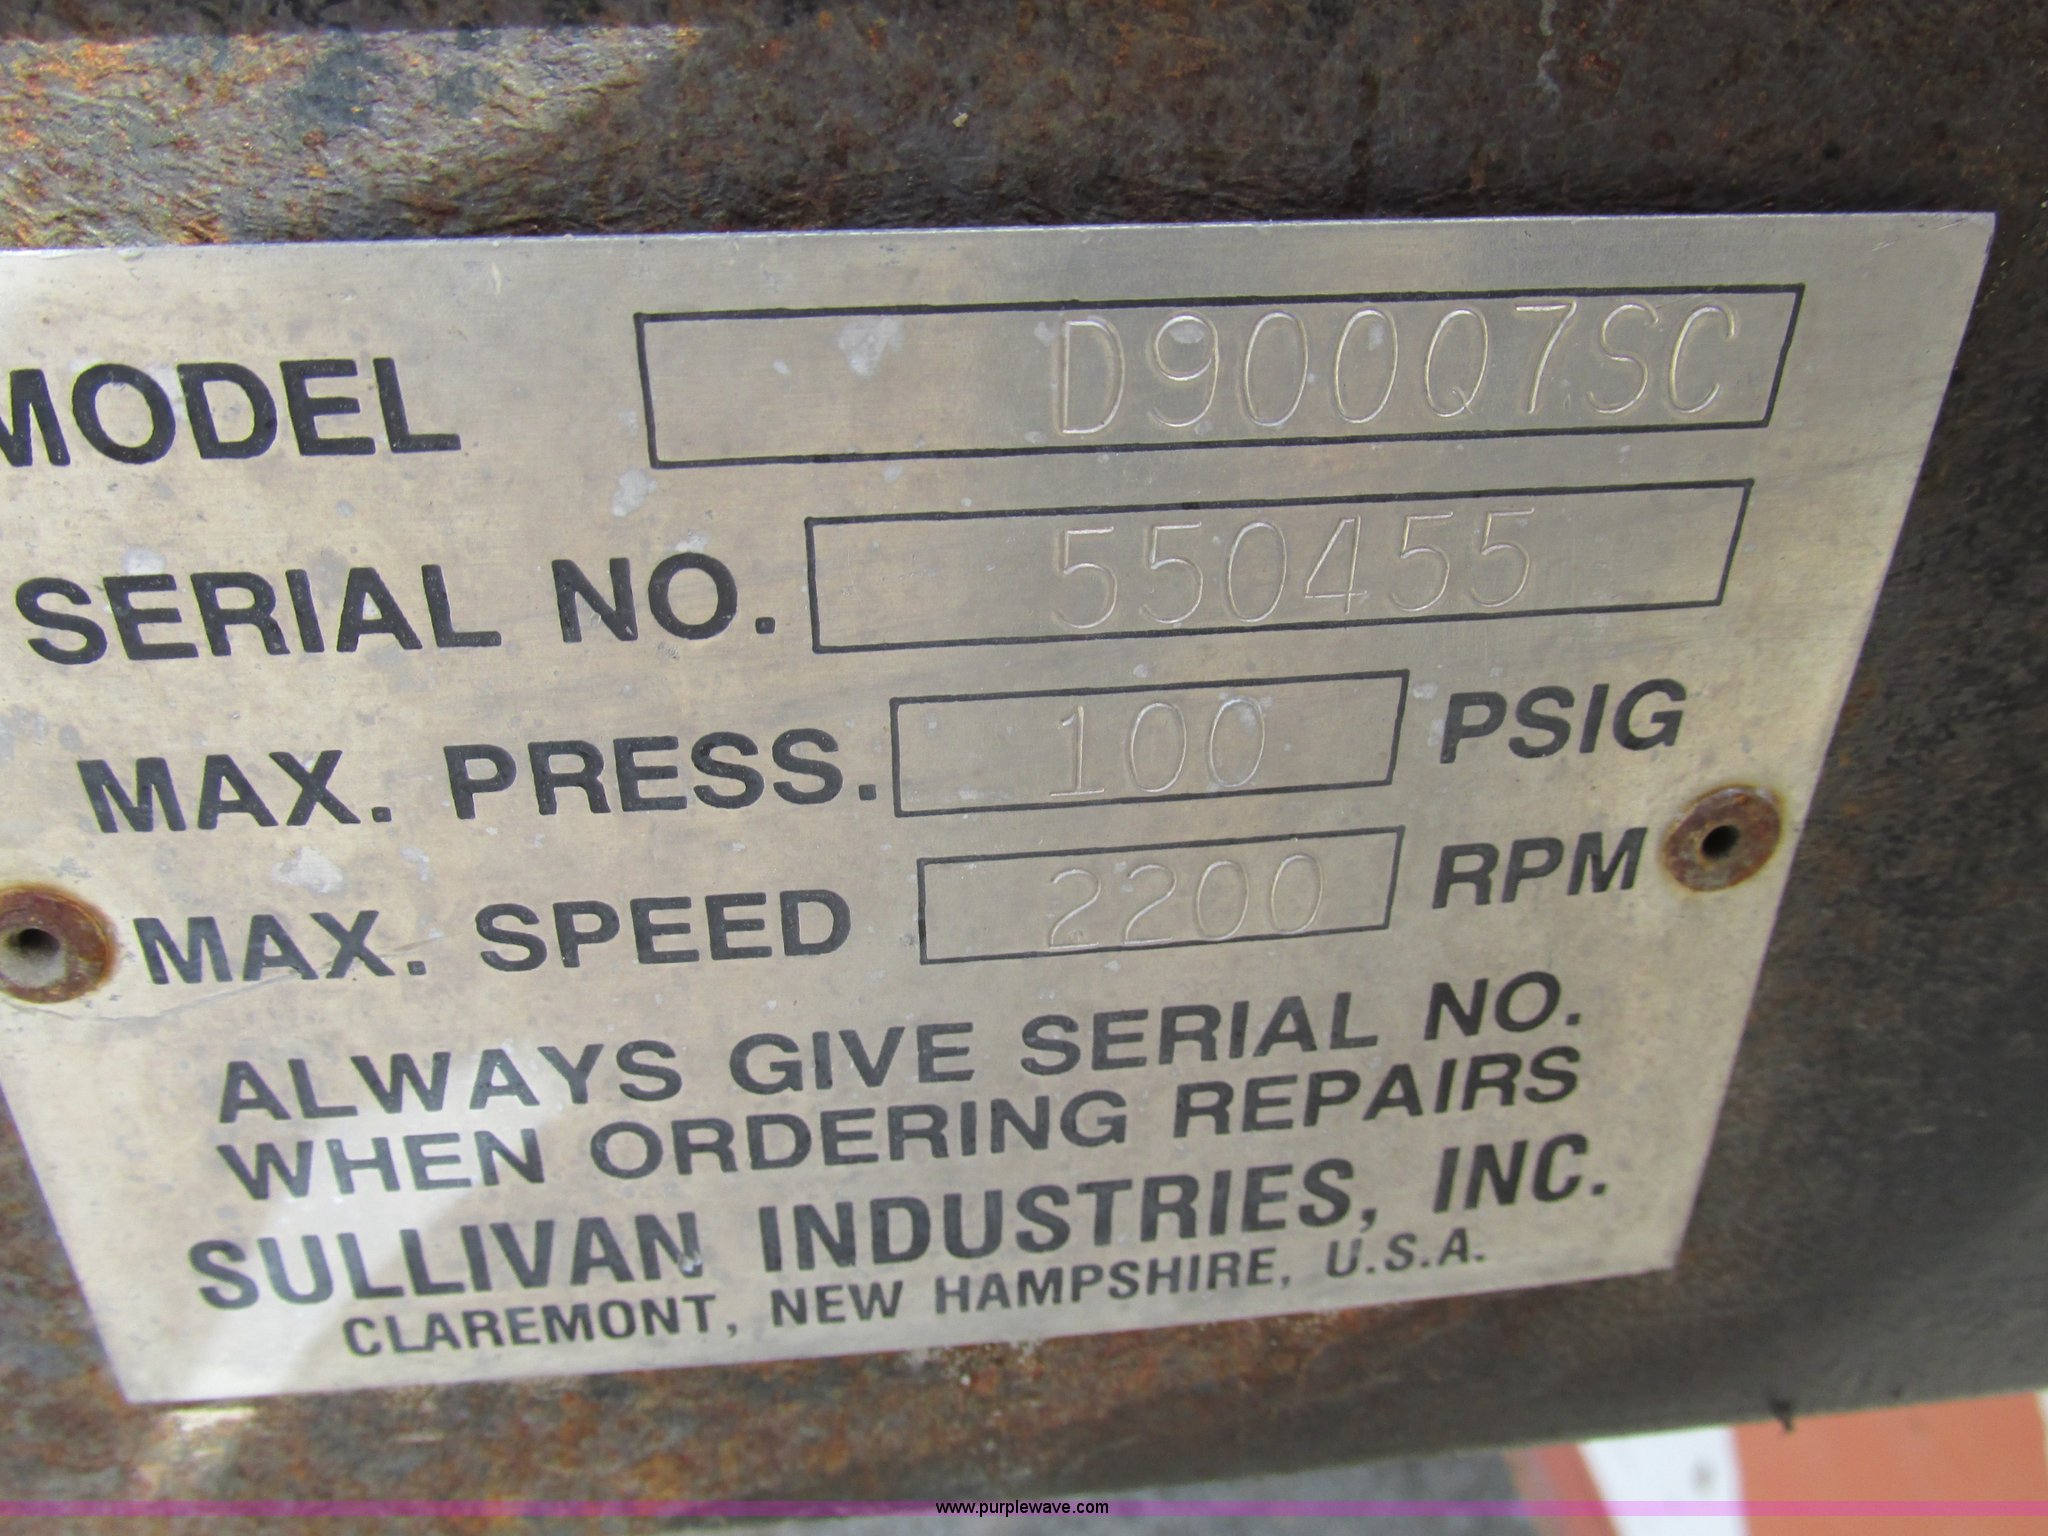 MODEL D900Q7SC
SERIAL NO. 550455
MAX. PRESS. 100 PSIG
MAX. SPEED 2200 RPM
ALWAYS GIVE SERIAL NO.
WHEN ORDERING REPAIRS
SULLIVAN INDUSTRIES, INC.
CLAREMONT, NEW HAMPSHIRE, U.S.A.
www.purplewave.com